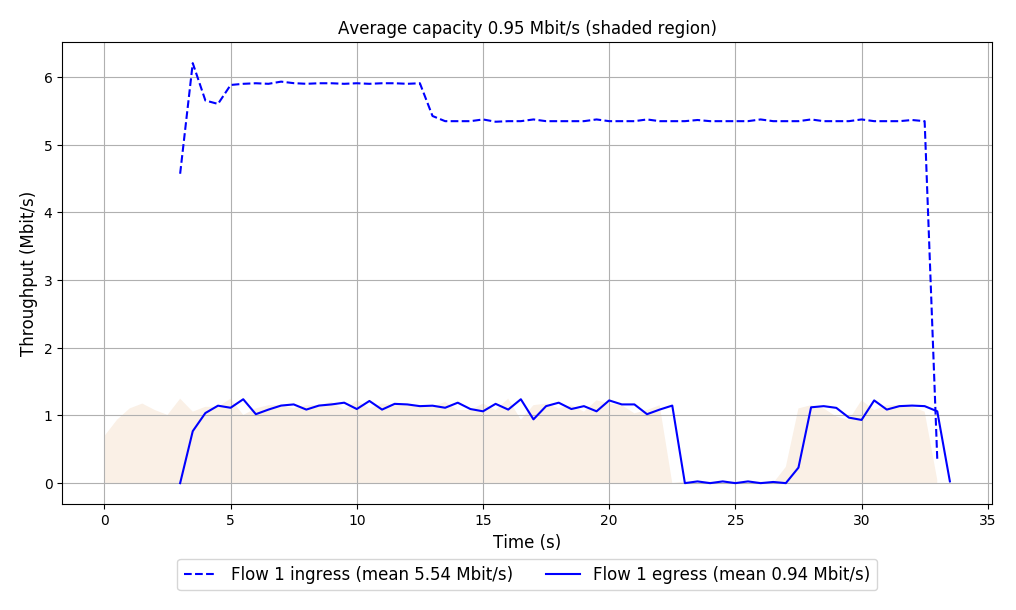 Average capacity 0.95 Mbit/s (shaded region)
6
5
4
3
2
1
0
Throughput (Mbit/s)
0 5 10 15 20 25 30 35
Time (s)
Flow 1 ingress (mean 5.54 Mbit/s) Flow 1 egress (mean 0.94 Mbit/s)